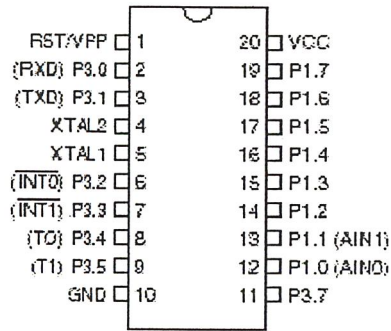 RST/VPP 1 20 VCC
(RXD) P3.0 2 19 P1.7
(TXD) P3.1 3 18 P1.6
XTAL2 4 17 P1.5
XTAL1 5 16 P1.4
(INT0) P3.2 6 15 P1.3
(INT1) P3.3 7 14 P1.2
(TO) P3.4 8 13 P1.1 (AIN1)
(T1) P3.5 9 12 P1.0 (AIN0)
GND 10 11 P3.7